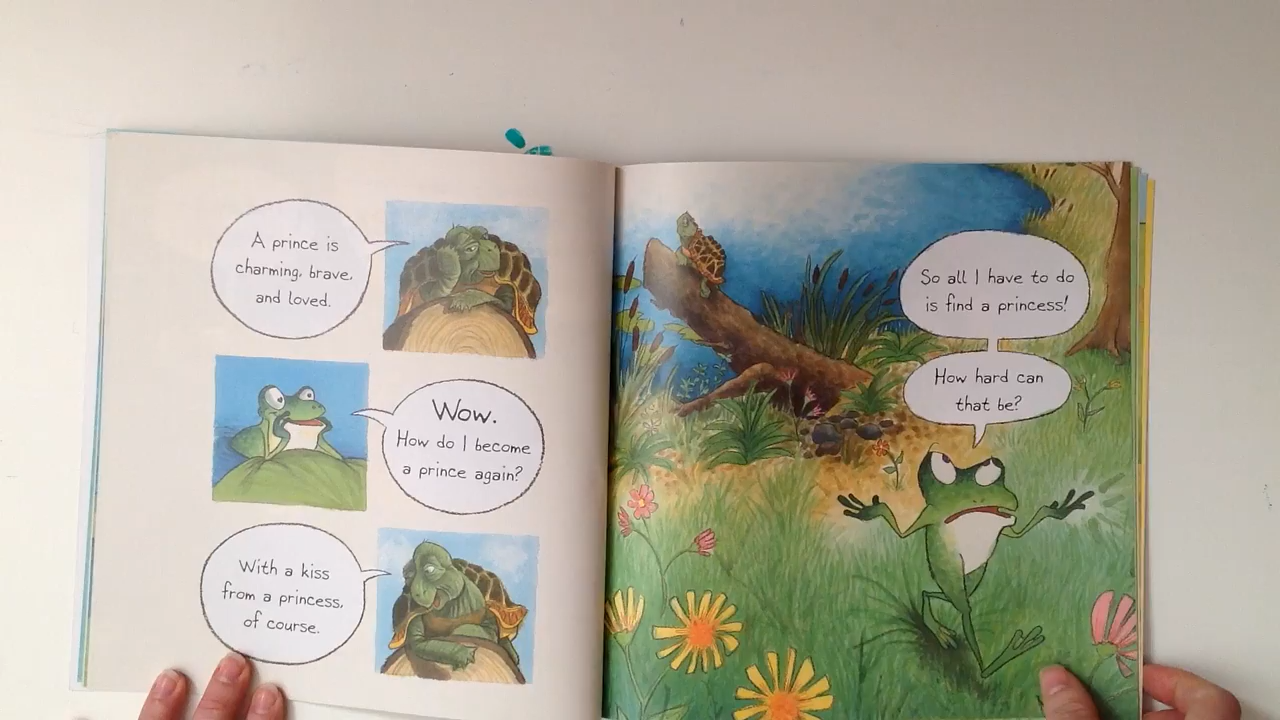 A prince is
charming, brave,
and loved.
Wow.
How do I become
a prince again?
With a kiss
from a princess,
of course.
So all I have to do
is find a princess!
How hard can
that be?